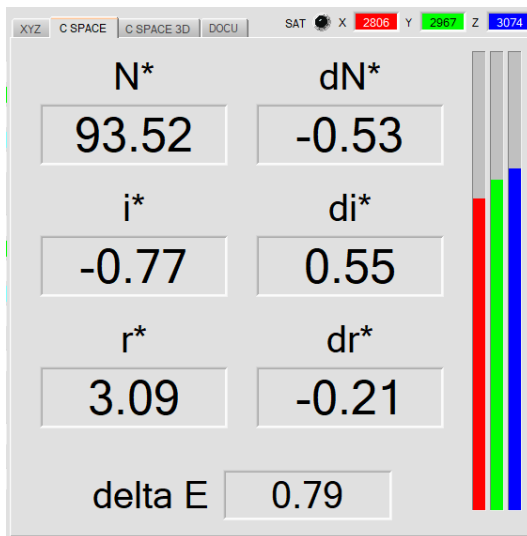 XYZ C SPACE C SPACE 3D DOCU SAT X 2806 Y 2967 Z 3074
N* dN*
93.52 -0.53
i* di*
-0.77 0.55
r* dr*
3.09 -0.21
delta E 0.79